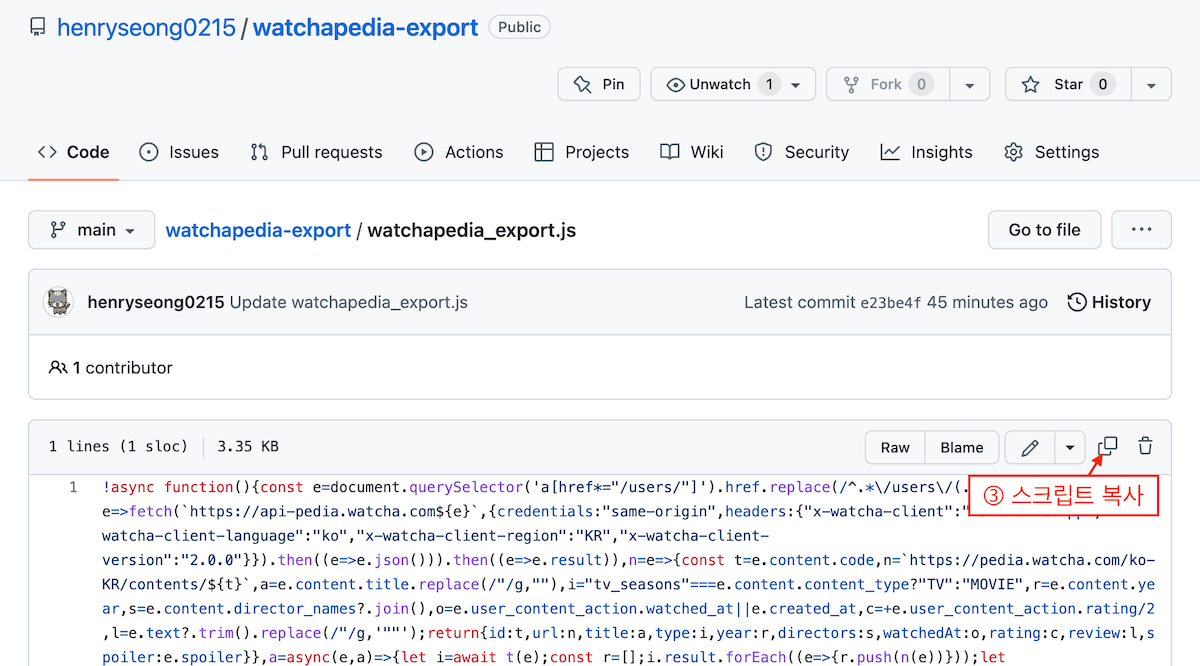 henryseong0215/watchapedia-export Public
Pin Unwatch 1 Fork 0 Star 0
Code Issues Pull requests Actions Projects Wiki Security Insights Settings
main watchapedia-export / watchapedia_export.js Go to file ...
henryseong0215 Update watchapedia_export.js Latest commit e23be4f 45 minutes ago History
1 contributor
1 lines (1 sloc) 3.35 KB Raw Blame
③ 스크립트 복사
1 !async function(){const e=document.querySelector('a[href*="/users/"]').href.replace(/^.*\/users\/(.
e=>fetch(`https://api-pedia.watcha.com${e}`,{credentials:"same-origin",headers:{"x-watcha-client":"
watcha-client-language":"ko","x-watcha-client-region":"KR","x-watcha-client-
version":"2.0.0"}}).then((e=>e.json())).then((e=>e.result)),n=e=>{const t=e.content.code,n=`https://pedia.watcha.com/ko-
KR/contents/${t}`,a=e.content.title.replace(/"/g,""),i="tv_seasons"===e.content.content_type?"TV":"MOVIE",r=e.content.ye
ar,s=e.content.director_names?.join(),o=e.user_content_action.watched_at||e.created_at,c=+e.user_content_action.rating/2
,l=e.text?.trim().replace(/"/g,'""');return{id:t,url:n,title:a,type:i,year:r,directors:s,watchedAt:o,rating:c,review:l,s
poiler:e.spoiler}},a=async(e,a)=>{let i=await t(e);const r=[];i.result.forEach((e=>{r.push(n(e))}));let